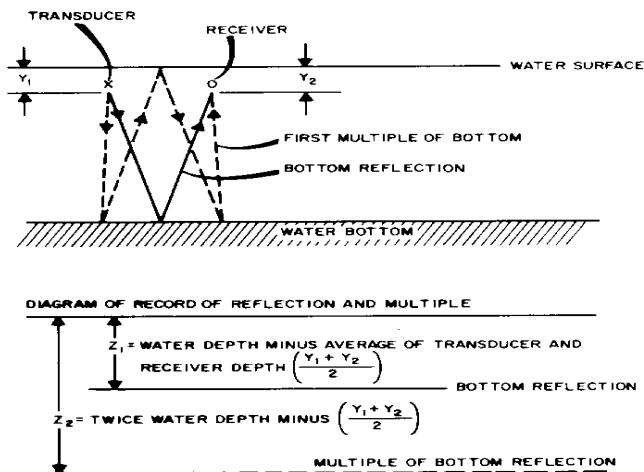 TRANSDUCER
RECEIVER
Y1
Y2
WATER SURFACE
X
O
FIRST MULTIPLE OF BOTTOM
BOTTOM REFLECTION
WATER BOTTOM
DIAGRAM OF RECORD OF REFLECTION AND MULTIPLE
Z1 = WATER DEPTH MINUS AVERAGE OF TRANSDUCER AND
RECEIVER DEPTH (Y1 + Y2 / 2)
BOTTOM REFLECTION
Z2 = TWICE WATER DEPTH MINUS (Y1 + Y2 / 2)
MULTIPLE OF BOTTOM REFLECTION